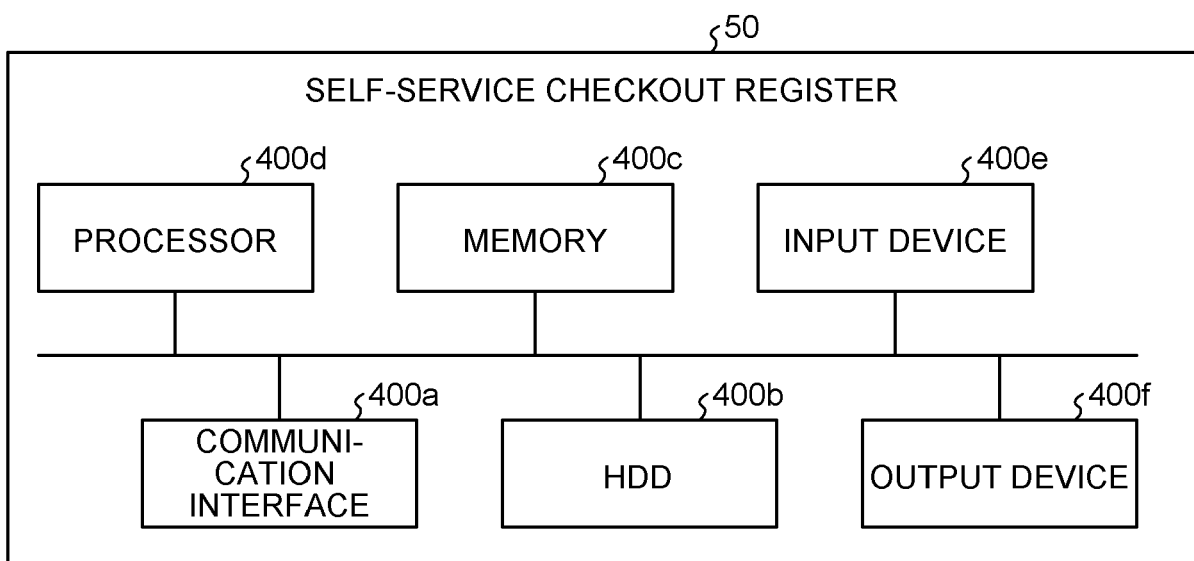 50
SELF-SERVICE CHECKOUT REGISTER
400d
400c
400e
PROCESSOR
MEMORY
INPUT DEVICE
400a
400b
400f
COMMUNI-
CATION
INTERFACE
HDD
OUTPUT DEVICE